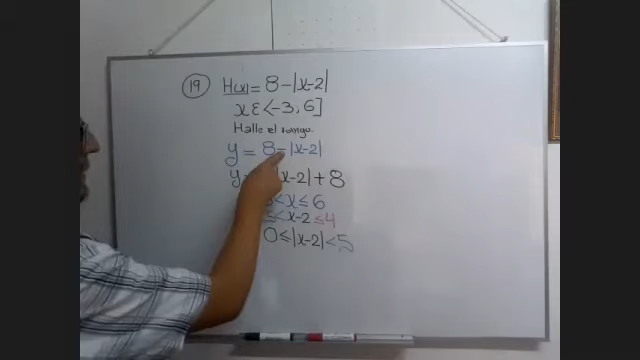 19 H(x) = 8 - |x-2|
x ε <-3, 6]
Halle el rango.
y = 8 - |x-2|
y = |x-2| + 8
< x ≤ 6
≤ < x-2 ≤ 4
0 ≤ |x-2| < 5